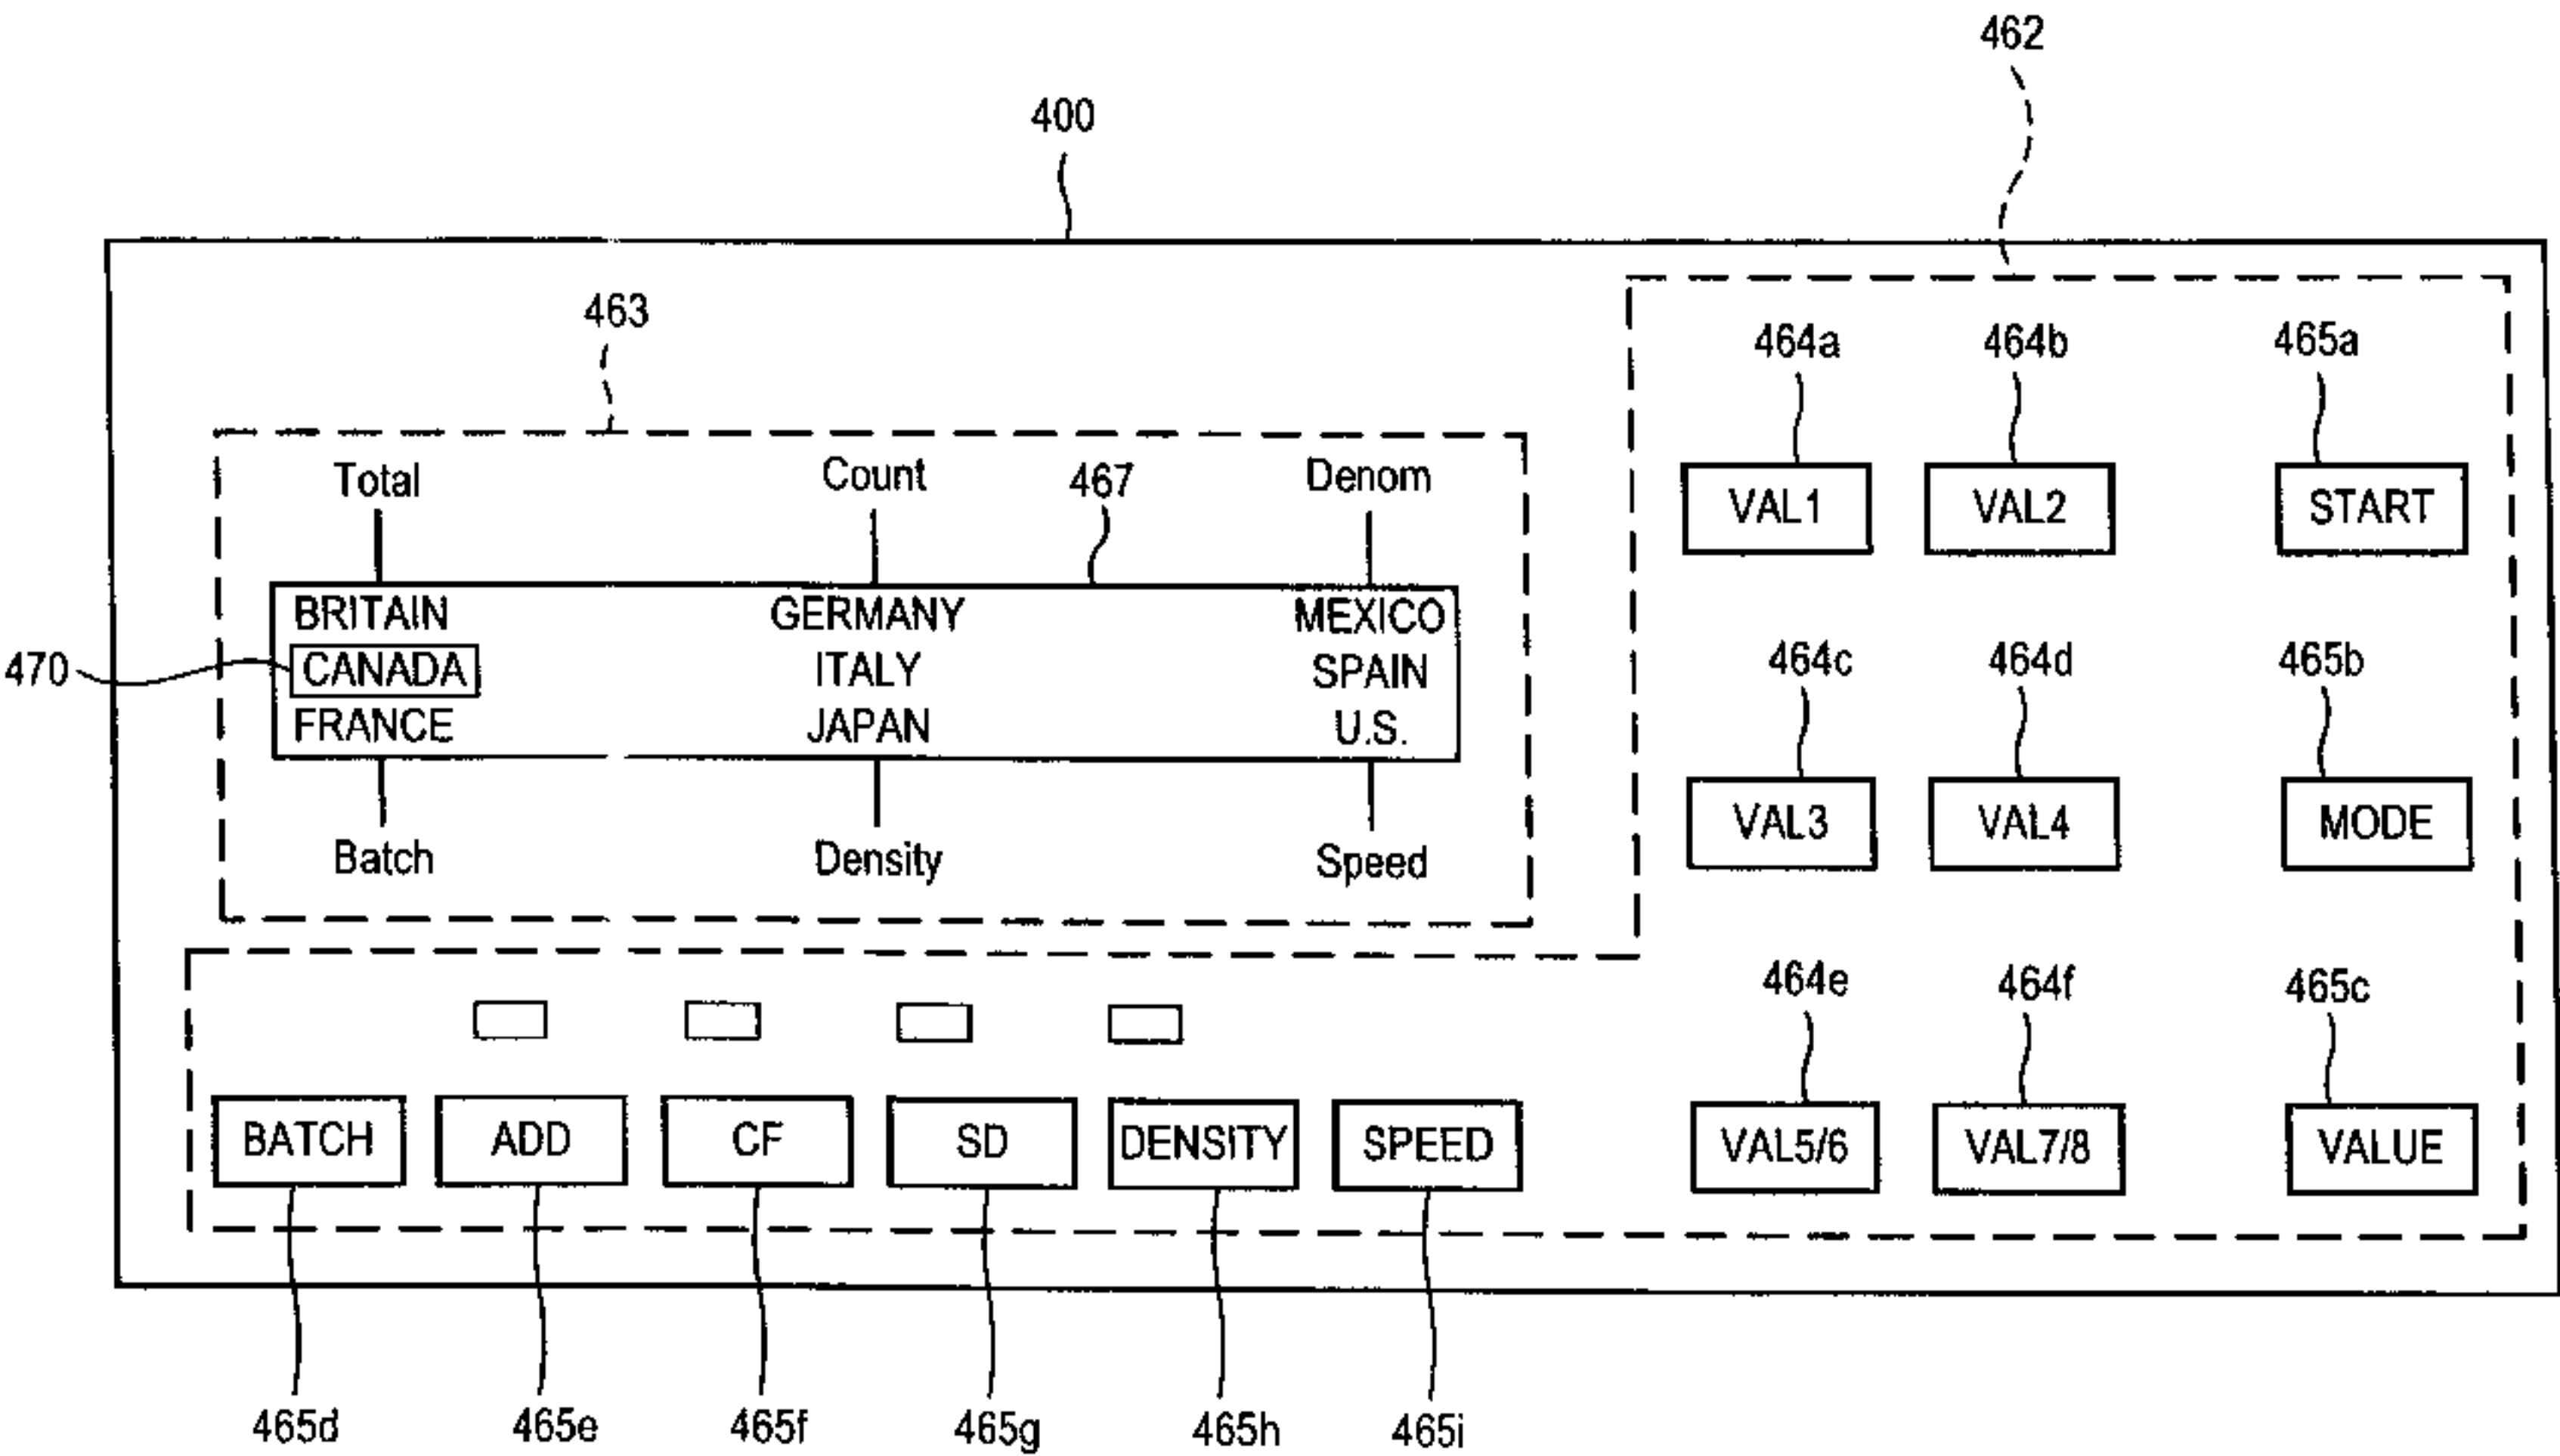 462
400
463
464a 464b 465a
Total Count 467 Denom
VAL1 VAL2 START
BRITAIN GERMANY MEXICO
470 CANADA ITALY SPAIN
FRANCE JAPAN U.S.
464c 464d 465b
VAL3 VAL4 MODE
Batch Density Speed
464e 464f 465c
BATCH ADD CF SD DENSITY SPEED VAL5/6 VAL7/8 VALUE
465d 465e 465f 465g 465h 465i